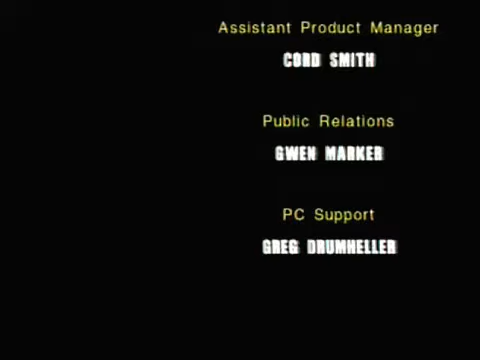 Assistant Product Manager
CORD SMITH
Public Relations
GWEN MARKER
PC Support
GREG DRUMHELLER